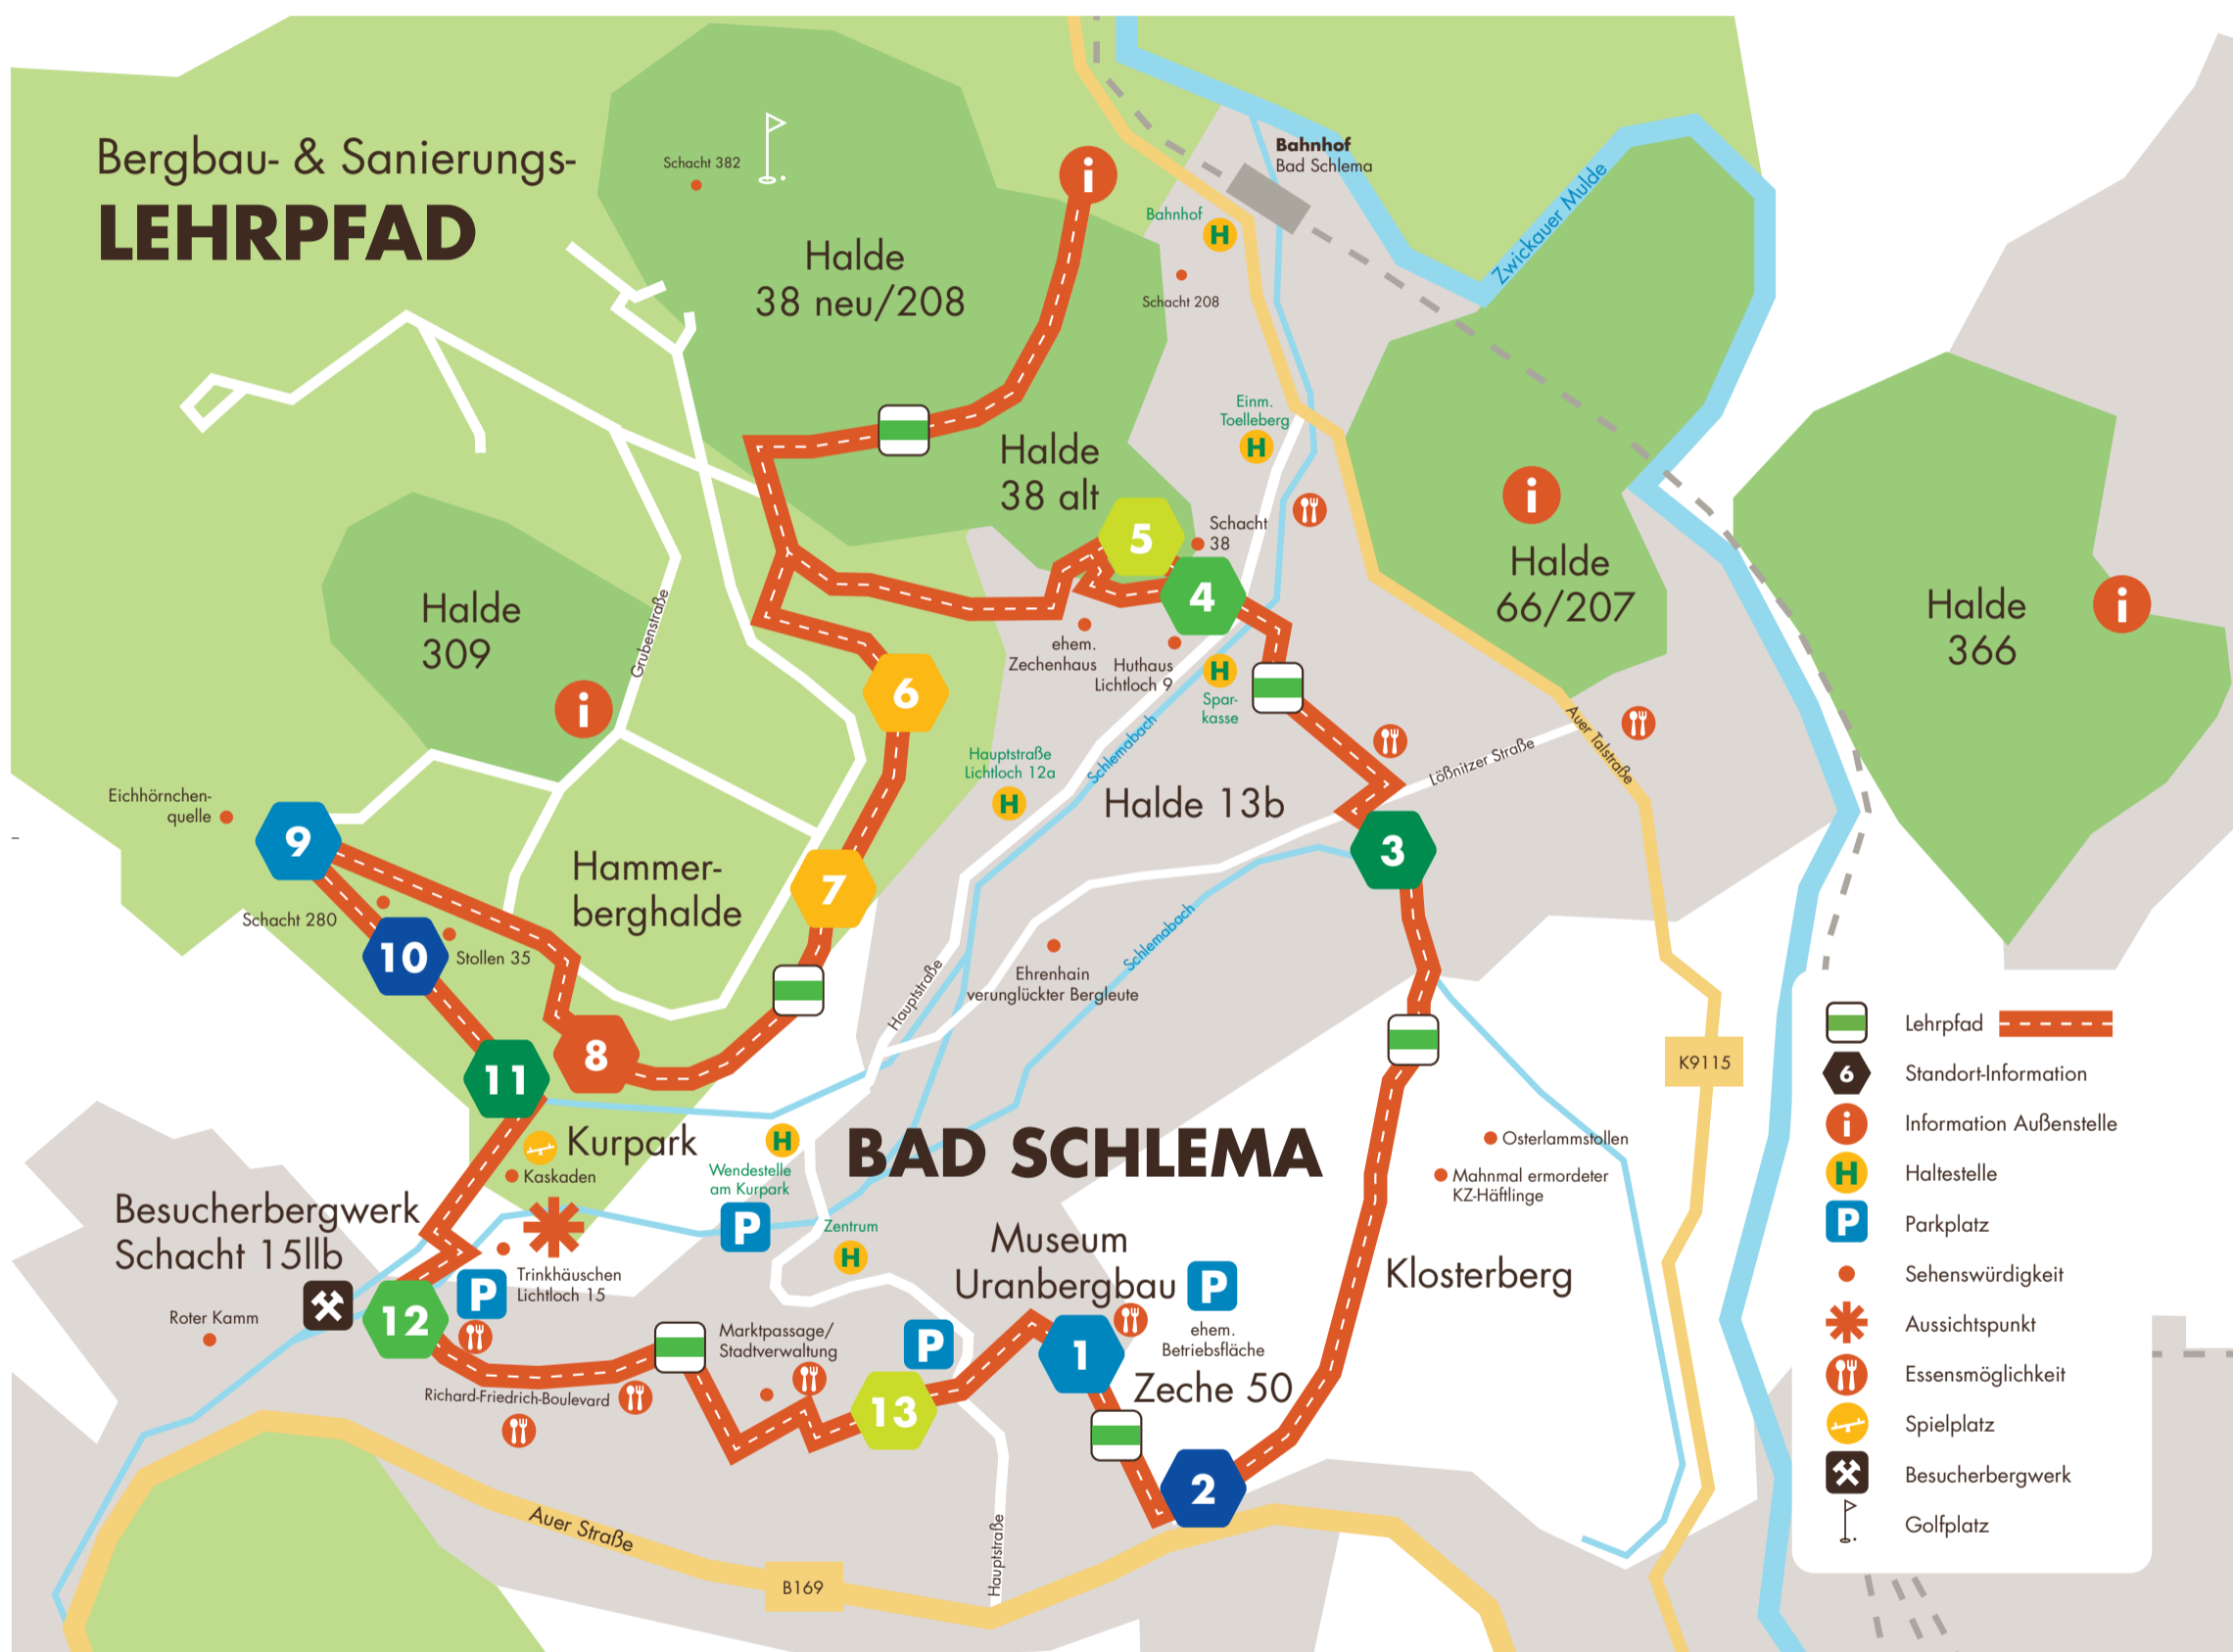 Bergbau- & Sanierungs-
LEHRPFAD
Schacht 382
Halde
38 neu/208
i
Bahnhof
Bad Schlema
Bahnhof
H
Schacht 208
Zwickauer Mulde
Einm.
Toelleberg
H
Halde
38 alt
5
Schacht
38
4
i
Halde
66/207
Halde
366
i
Halde
309
i
Grubenstraße
ehem.
Zechenhaus
Huthaus
Lichtloch 9
H
Spar-
kasse
6
Hauptstraße
Lichtloch 12a
H
Schlemabach
Halde 13b
Lößnitzer Straße
Auer Talstraße
3
Eichhörnchen-
quelle
9
Hammer-
berghalde
7
Schacht 280
10
Stollen 35
Ehrenhain
verunglückter Bergleute
Schlemabach
Hauptstraße
8
11
K9115
Kurpark
Kaskaden
H
Wendestelle
am Kurpark
P
BAD SCHLEMA
Osterlammstollen
Mahnmal ermordeter
KZ-Häftlinge
Besucherbergwerk
Schacht 15llb
Trinkhäuschen
Lichtloch 15
P
Zentrum
H
Museum
Uranbergbau
P
ehem.
Betriebsfläche
Klosterberg
Roter Kamm
12
Marktpassage/
Stadtverwaltung
P
1
Zeche 50
Richard-Friedrich-Boulevard
13
2
Auer Straße
B169
Hauptstraße
Lehrpfad
6 Standort-Information
i Information Außenstelle
H Haltestelle
P Parkplatz
Sehenswürdigkeit
Aussichtspunkt
Essensmöglichkeit
Spielplatz
Besucherbergwerk
Golfplatz